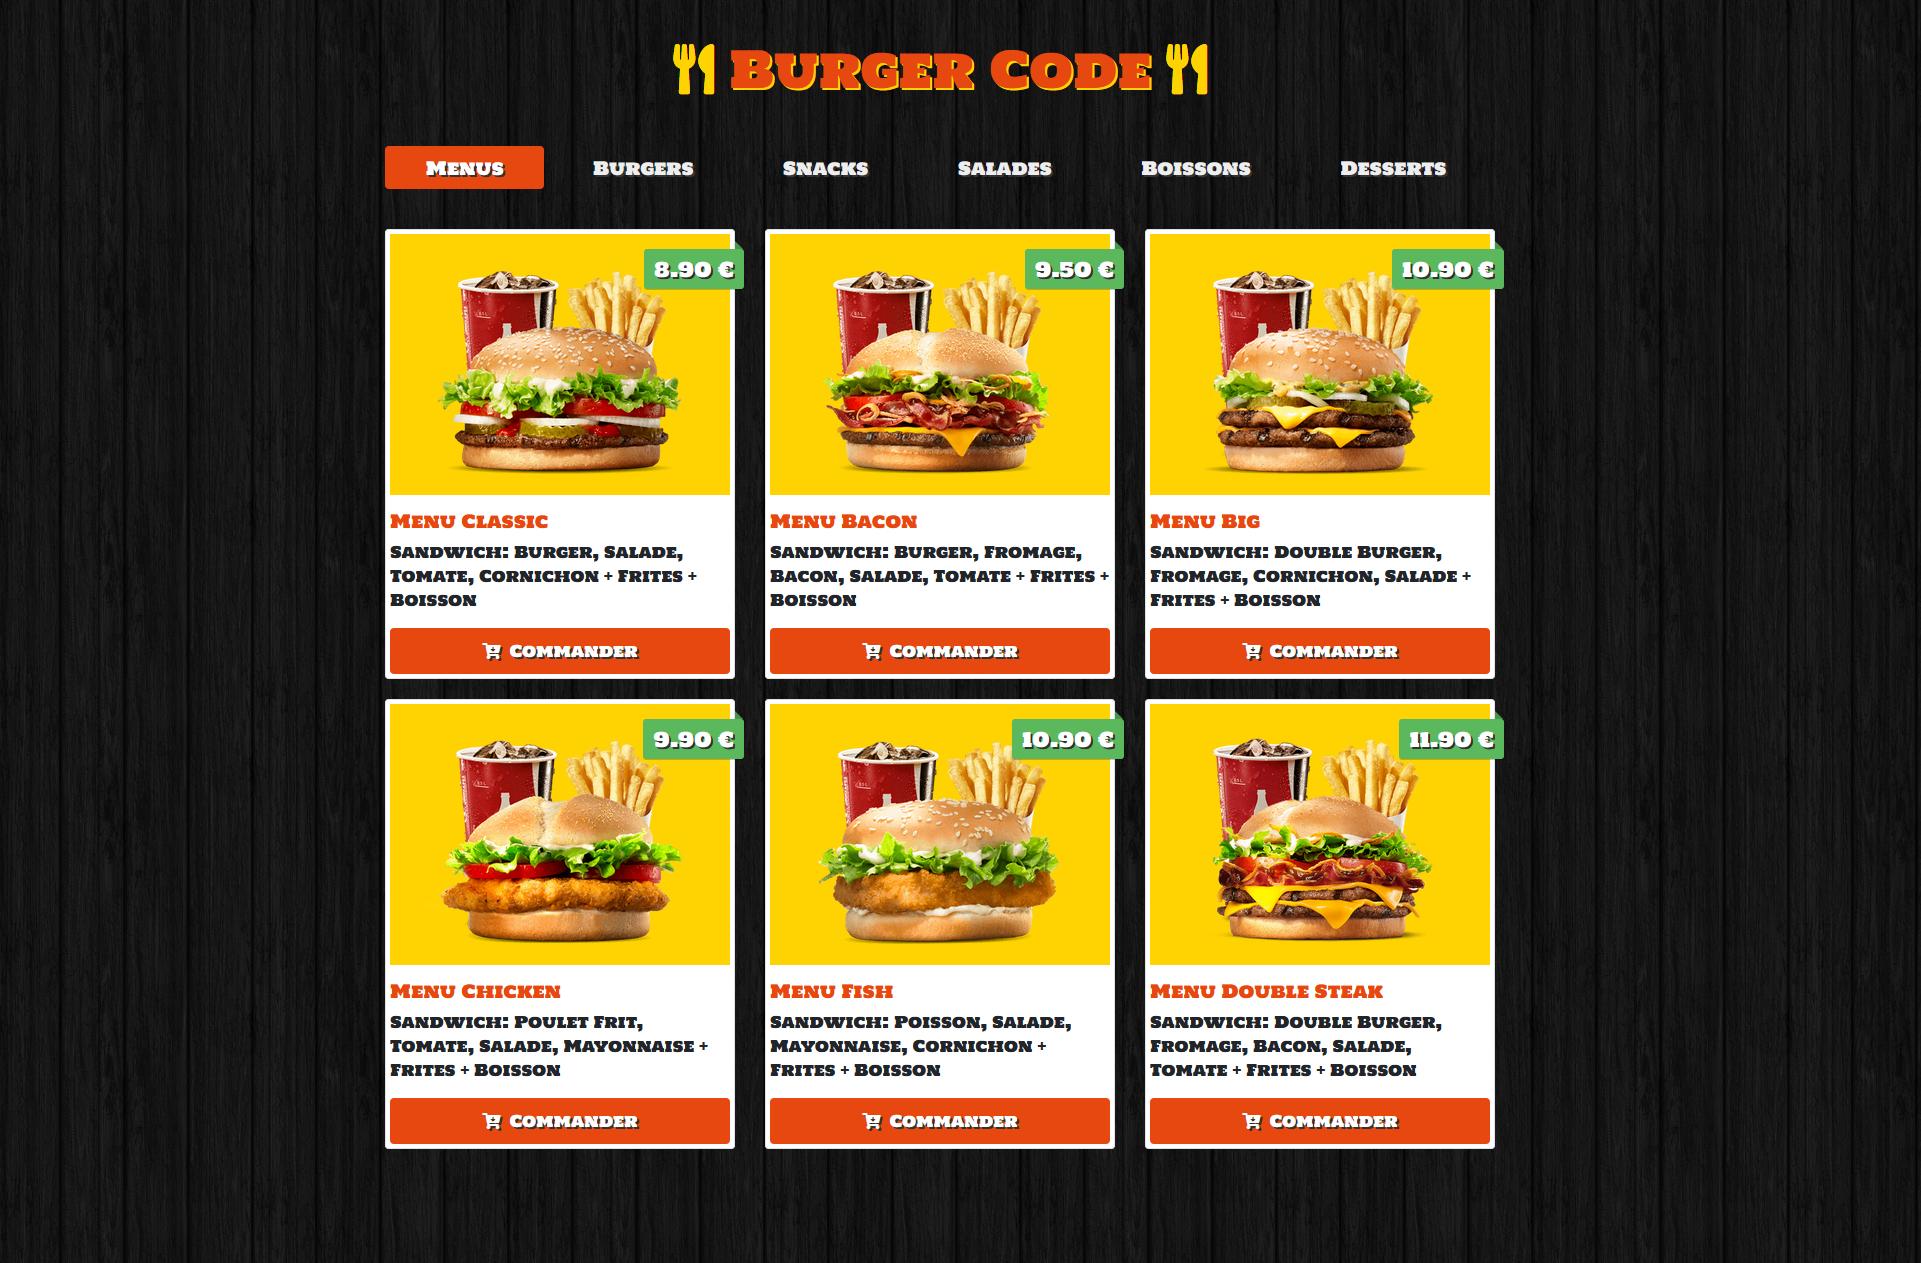 Burger Code
Menus Burgers Snacks Salades Boissons Desserts
8.90 €
Menu Classic
Sandwich: Burger, Salade,
Tomate, Cornichon + Frites +
Boisson
Commander
9.50 €
Menu Bacon
Sandwich: Burger, Fromage,
Bacon, Salade, Tomate + Frites +
Boisson
Commander
10.90 €
Menu Big
Sandwich: Double Burger,
Fromage, Cornichon, Salade +
Frites + Boisson
Commander
9.90 €
Menu Chicken
Sandwich: Poulet Frit,
Tomate, Salade, Mayonnaise +
Frites + Boisson
Commander
10.90 €
Menu Fish
Sandwich: Poisson, Salade,
Mayonnaise, Cornichon +
Frites + Boisson
Commander
11.90 €
Menu Double Steak
Sandwich: Double Burger,
Fromage, Bacon, Salade,
Tomate + Frites + Boisson
Commander